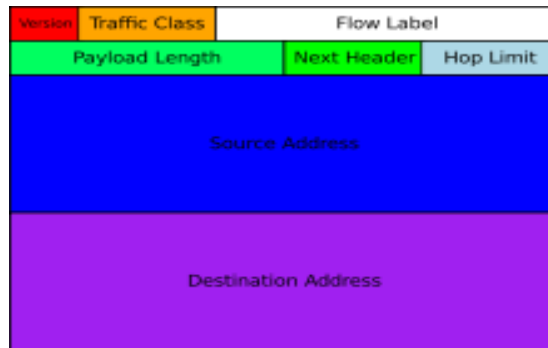 Version Traffic Class Flow Label
Payload Length Next Header Hop Limit
Source Address
Destination Address